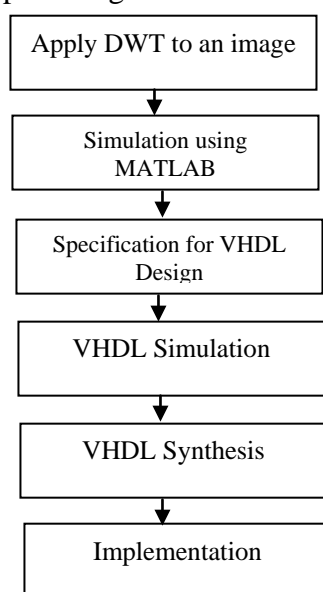 Apply DWT to an image
Simulation using
MATLAB
Specification for VHDL
Design
VHDL Simulation
VHDL Synthesis
Implementation